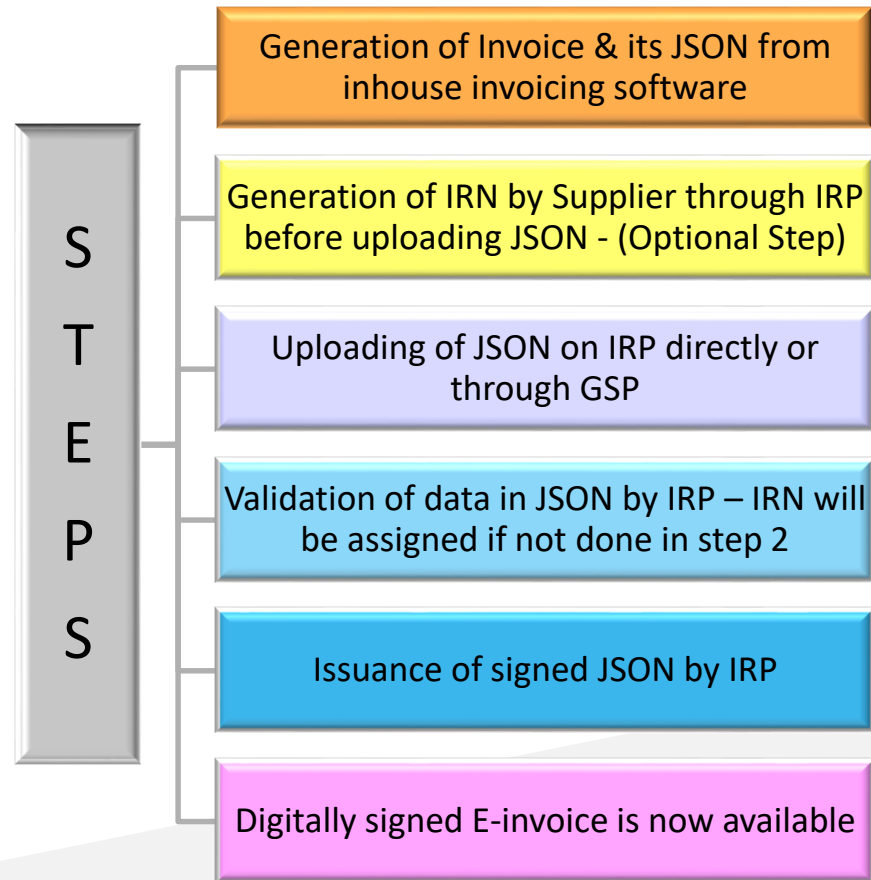 S
T
E
P
S
Generation of Invoice & its JSON from
inhouse invoicing software
Generation of IRN by Supplier through IRP
before uploading JSON - (Optional Step)
Uploading of JSON on IRP directly or
through GSP
Validation of data in JSON by IRP – IRN will
be assigned if not done in step 2
Issuance of signed JSON by IRP
Digitally signed E-invoice is now available